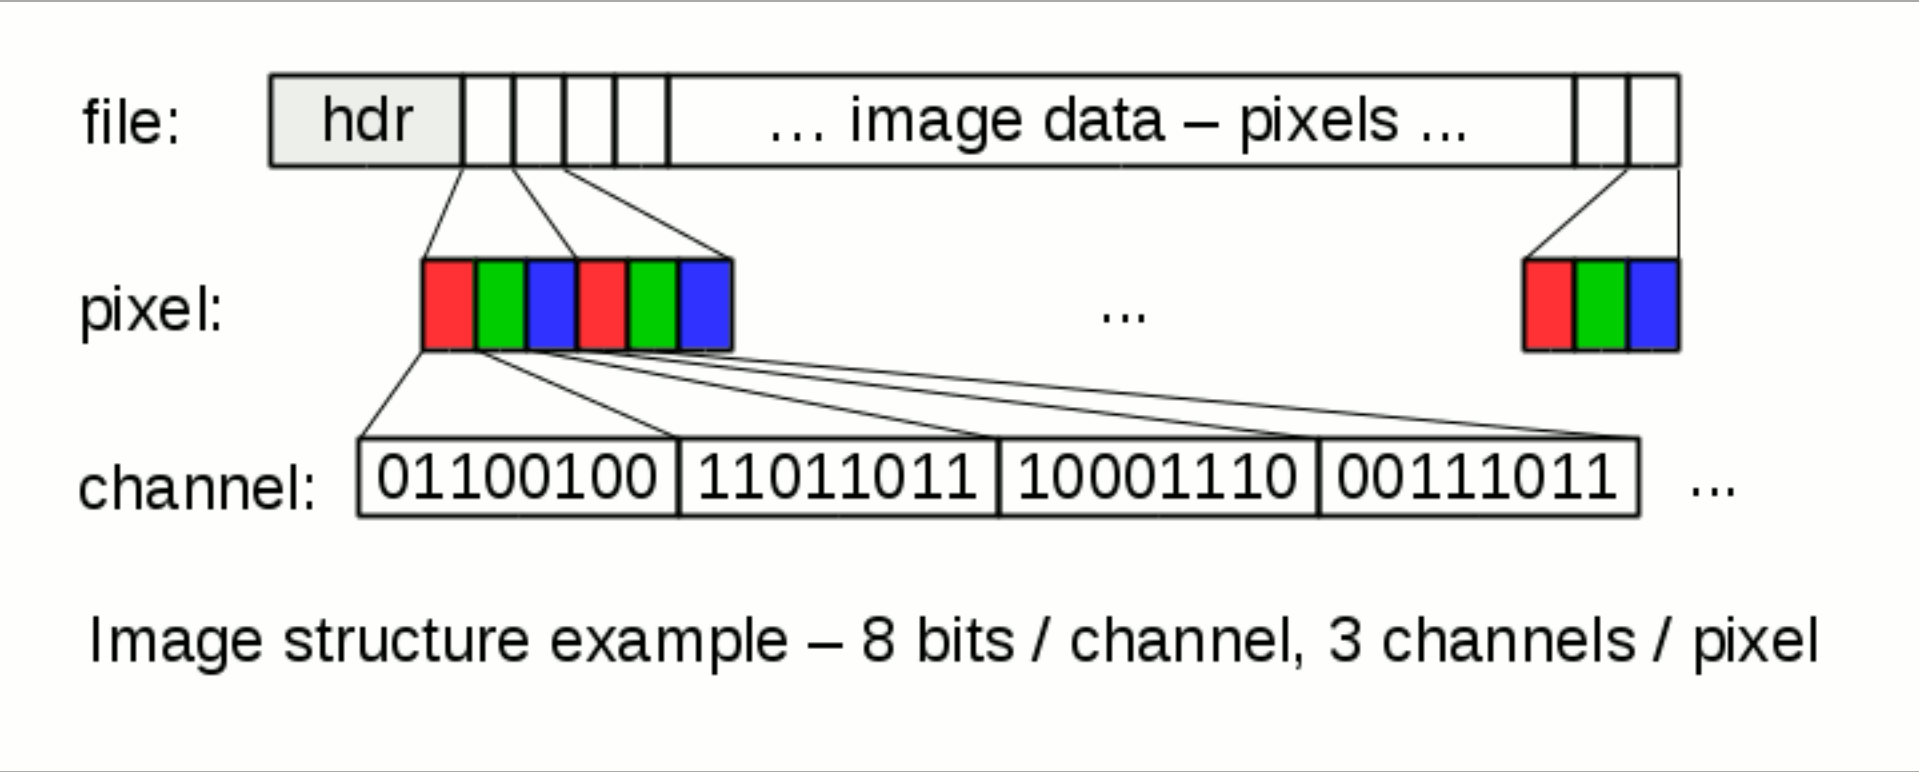 file: hdr ... image data – pixels ...
pixel: ...
channel: 01100100 11011011 10001110 00111011 ...
Image structure example – 8 bits / channel, 3 channels / pixel